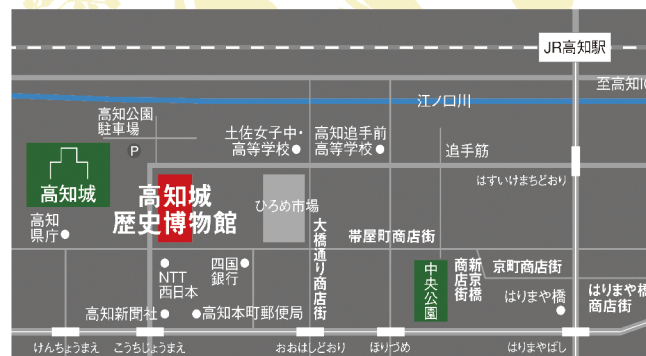 JR高知駅
至高知IC
江ノ口川
高知公園
駐車場
P
土佐女子中・
高等学校
高知追手前
高等学校
追手筋
はすいけまちどおり
高知城
高知城
歴史博物館
ひろめ市場
高知
県庁
大橋通り商店街
帯屋町商店街
中央公園
新京橋
商店街
京町商店街
はりまや橋
はりまや橋
商店街
NTT
西日本
四国
銀行
高知新聞社
高知本町郵便局
けんちょうまえ
こうちじょうまえ
おおはしどおり
ほりづめ
はりまやばし